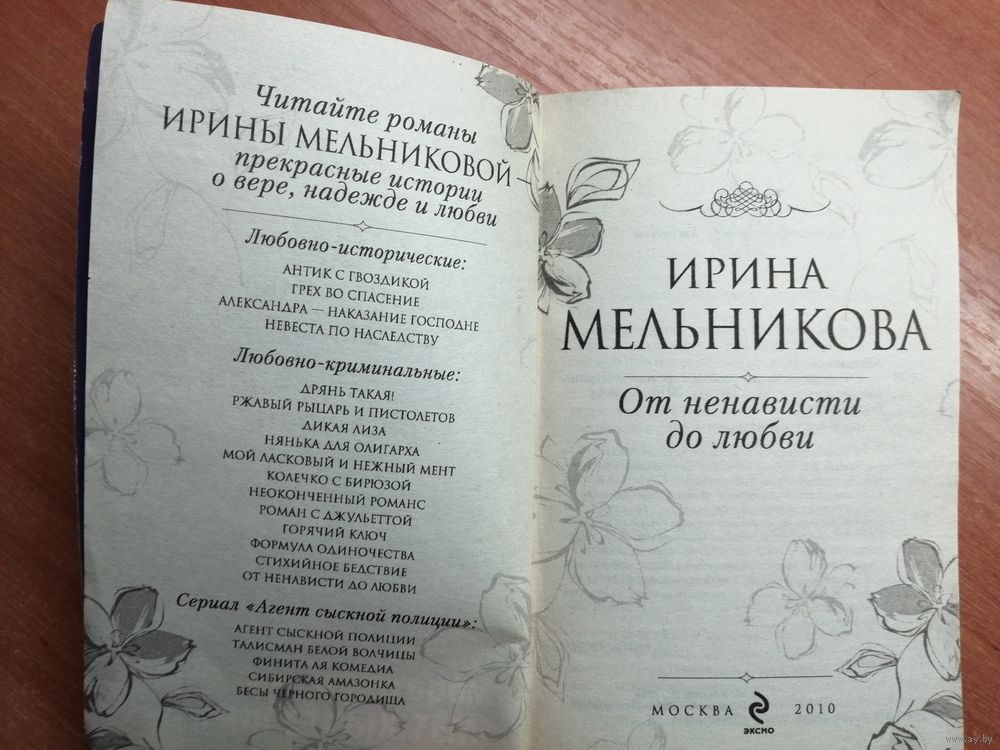 Читайте романы
ИРИНЫ МЕЛЬНИКОВОЙ —
прекрасные истории
о вере, надежде и любви
Любовно-исторические:
АНТИК С ГВОЗДИКОЙ
ГРЕХ ВО СПАСЕНИЕ
АЛЕКСАНДРА — НАКАЗАНИЕ ГОСПОДНЕ
НЕВЕСТА ПО НАСЛЕДСТВУ
Любовно-криминальные:
ДРЯНЬ ТАКАЯ!
РЖАВЫЙ РЫЦАРЬ И ПИСТОЛЕТОВ
ДИКАЯ ЛИЗА
НЯНЬКА ДЛЯ ОЛИГАРХА
МОЙ ЛАСКОВЫЙ И НЕЖНЫЙ МЕНТ
КОЛЕЧКО С БИРЮЗОЙ
НЕОКОНЧЕННЫЙ РОМАНС
РОМАН С ДЖУЛЬЕТТОЙ
ГОРЯЧИЙ КЛЮЧ
ФОРМУЛА ОДИНОЧЕСТВА
СТИХИЙНОЕ БЕДСТВИЕ
ОТ НЕНАВИСТИ ДО ЛЮБВИ
Сериал «Агент сыскной полиции»:
АГЕНТ СЫСКНОЙ ПОЛИЦИИ
ТАЛИСМАН БЕЛОЙ ВОЛЧИЦЫ
ФИНИТА ЛЯ КОМЕДИА
СИБИРСКАЯ АМАЗОНКА
БЕСЫ ЧЕРНОГО ГОРОДИЩА
ИРИНА
МЕЛЬНИКОВА
От ненависти
до любви
МОСКВА 2010
ЭКСМО
www.ay.by